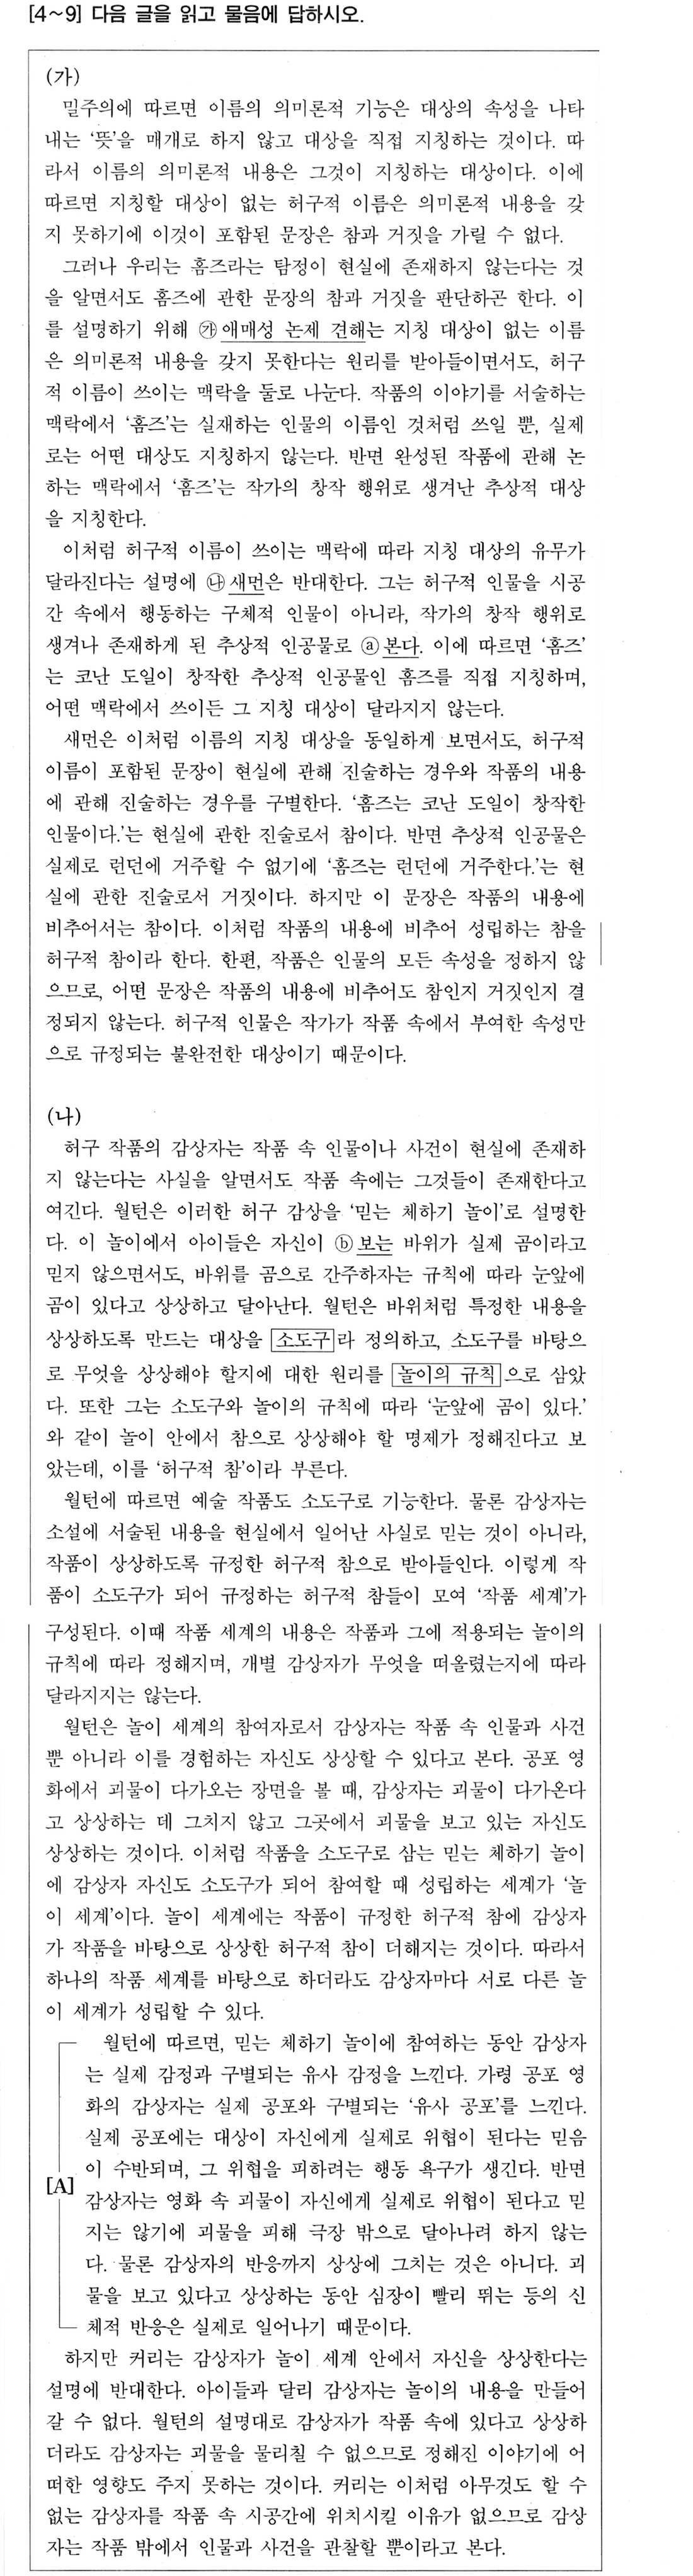 [4~9] 다음 글을 읽고 물음에 답하시오.
(가)
밀주의에 따르면 이름의 의미론적 기능은 대상의 속성을 나타
내는 ‘뜻’을 매개로 하지 않고 대상을 직접 지칭하는 것이다. 따
라서 이름의 의미론적 내용은 그것이 지칭하는 대상이다. 이에
따르면 지칭할 대상이 없는 허구적 이름은 의미론적 내용을 갖
지 못하기에 이것이 포함된 문장은 참과 거짓을 가릴 수 없다.
그러나 우리는 홈즈라는 탐정이 현실에 존재하지 않는다는 것
을 알면서도 홈즈에 관한 문장의 참과 거짓을 판단하곤 한다. 이
를 설명하기 위해 ㉮애매성 논제 견해는 지칭 대상이 없는 이름
은 의미론적 내용을 갖지 못한다는 원리를 받아들이면서도, 허구
적 이름이 쓰이는 맥락을 둘로 나눈다. 작품의 이야기를 서술하는
맥락에서 ‘홈즈’는 실재하는 인물의 이름인 것처럼 쓰일 뿐, 실제
로는 어떤 대상도 지칭하지 않는다. 반면 완성된 작품에 관해 논
하는 맥락에서 ‘홈즈’는 작가의 창작 행위로 생겨난 추상적 대상
을 지칭한다.
이처럼 허구적 이름이 쓰이는 맥락에 따라 지칭 대상의 유무가
달라진다는 설명에 ㉯새먼은 반대한다. 그는 허구적 인물을 시공
간 속에서 행동하는 구체적 인물이 아니라, 작가의 창작 행위로
생겨나 존재하게 된 추상적 인공물로 ⓐ본다. 이에 따르면 ‘홈즈’
는 코난 도일이 창작한 추상적 인공물인 홈즈를 직접 지칭하며,
어떤 맥락에서 쓰이든 그 지칭 대상이 달라지지 않는다.
새먼은 이처럼 이름의 지칭 대상을 동일하게 보면서도, 허구적
이름이 포함된 문장이 현실에 관해 진술하는 경우와 작품의 내용
에 관해 진술하는 경우를 구별한다. ‘홈즈는 코난 도일이 창작한
인물이다.’는 현실에 관한 진술로서 참이다. 반면 추상적 인공물은
실제로 런던에 거주할 수 없기에 ‘홈즈는 런던에 거주한다.’는 현
실에 관한 진술로서 거짓이다. 하지만 이 문장은 작품의 내용에
비추어서는 참이다. 이처럼 작품의 내용에 비추어 성립하는 참을
허구적 참이라 한다. 한편, 작품은 인물의 모든 속성을 정하지 않
으므로, 어떤 문장은 작품의 내용에 비추어도 참인지 거짓인지 결
정되지 않는다. 허구적 인물은 작가가 작품 속에서 부여한 속성만
으로 규정되는 불완전한 대상이기 때문이다.
(나)
허구 작품의 감상자는 작품 속 인물이나 사건이 현실에 존재하
지 않는다는 사실을 알면서도 작품 속에는 그것들이 존재한다고
여긴다. 월턴은 이러한 허구 감상을 ‘믿는 체하기 놀이’로 설명한
다. 이 놀이에서 아이들은 자신이 ⓑ보는 바위가 실제 곰이라고
믿지 않으면서도, 바위를 곰으로 간주하자는 규칙에 따라 눈앞에
곰이 있다고 상상하고 달아난다. 월턴은 바위처럼 특정한 내용을
상상하도록 만드는 대상을 소도구라 정의하고, 소도구를 바탕으
로 무엇을 상상해야 할지에 대한 원리를 놀이의 규칙으로 삼았
다. 또한 그는 소도구와 놀이의 규칙에 따라 ‘눈앞에 곰이 있다.’
와 같이 놀이 안에서 참으로 상상해야 할 명제가 정해진다고 보
았는데, 이를 ‘허구적 참’이라 부른다.
월턴에 따르면 예술 작품도 소도구로 기능한다. 물론 감상자는
소설에 서술된 내용을 현실에서 일어난 사실로 믿는 것이 아니라,
작품이 상상하도록 규정한 허구적 참으로 받아들인다. 이렇게 작
품이 소도구가 되어 규정하는 허구적 참들이 모여 ‘작품 세계’가
구성된다. 이때 작품 세계의 내용은 작품과 그에 적용되는 놀이의
규칙에 따라 정해지며, 개별 감상자가 무엇을 떠올렸는지에 따라
달라지지는 않는다.
월턴은 놀이 세계의 참여자로서 감상자는 작품 속 인물과 사건
뿐 아니라 이를 경험하는 자신도 상상할 수 있다고 본다. 공포 영
화에서 괴물이 다가오는 장면을 볼 때, 감상자는 괴물이 다가온다
고 상상하는 데 그치지 않고 그곳에서 괴물을 보고 있는 자신도
상상하는 것이다. 이처럼 작품을 소도구로 삼는 믿는 체하기 놀이
에 감상자 자신도 소도구가 되어 참여할 때 성립하는 세계가 ‘놀
이 세계’이다. 놀이 세계에는 작품이 규정한 허구적 참에 감상자
가 작품을 바탕으로 상상한 허구적 참이 더해지는 것이다. 따라서
하나의 작품 세계를 바탕으로 하더라도 감상자마다 서로 다른 놀
이 세계가 성립할 수 있다.
월턴에 따르면, 믿는 체하기 놀이에 참여하는 동안 감상자
는 실제 감정과 구별되는 유사 감정을 느낀다. 가령 공포 영
화의 감상자는 실제 공포와 구별되는 ‘유사 공포’를 느낀다.
실제 공포에는 대상이 자신에게 실제로 위협이 된다는 믿음
이 수반되며, 그 위협을 피하려는 행동 욕구가 생긴다. 반면
[A]
감상자는 영화 속 괴물이 자신에게 실제로 위협이 된다고 믿
지는 않기에 괴물을 피해 극장 밖으로 달아나려 하지 않는
다. 물론 감상자의 반응까지 상상에 그치는 것은 아니다. 괴
물을 보고 있다고 상상하는 동안 심장이 빨리 뛰는 등의 신
체적 반응은 실제로 일어나기 때문이다.
하지만 커리는 감상자가 놀이 세계 안에서 자신을 상상한다는
설명에 반대한다. 아이들과 달리 감상자는 놀이의 내용을 만들어
갈 수 없다. 월턴의 설명대로 감상자가 작품 속에 있다고 상상하
더라도 감상자는 괴물을 물리칠 수 없으므로 정해진 이야기에 어
떠한 영향도 주지 못하는 것이다. 커리는 이처럼 아무것도 할 수
없는 감상자를 작품 속 시공간에 위치시킬 이유가 없으므로 감상
자는 작품 밖에서 인물과 사건을 관찰할 뿐이라고 본다.